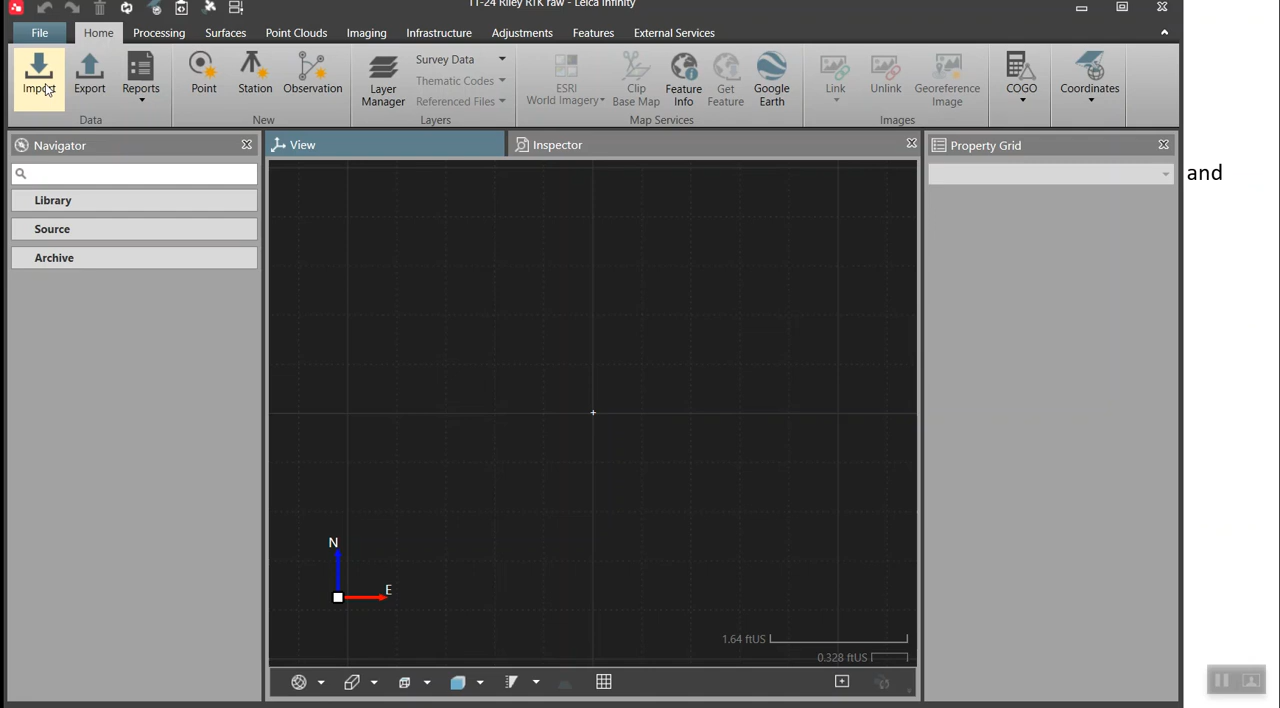 11-24 Riley RTK raw - Leica Infinity
File Home Processing Surfaces Point Clouds Imaging Infrastructure Adjustments Features External Services
Import Export Reports Point Station Observation Layer Manager Survey Data Thematic Codes Referenced Files ESRI World Imagery Clip Base Map Feature Info Get Feature Google Earth Link Unlink Georeference Image COGO Coordinates
Data New Layers Map Services Images
Navigator View Inspector Property Grid
and
Library
Source
Archive
N
E
1.64 ftUS
0.328 ftUS